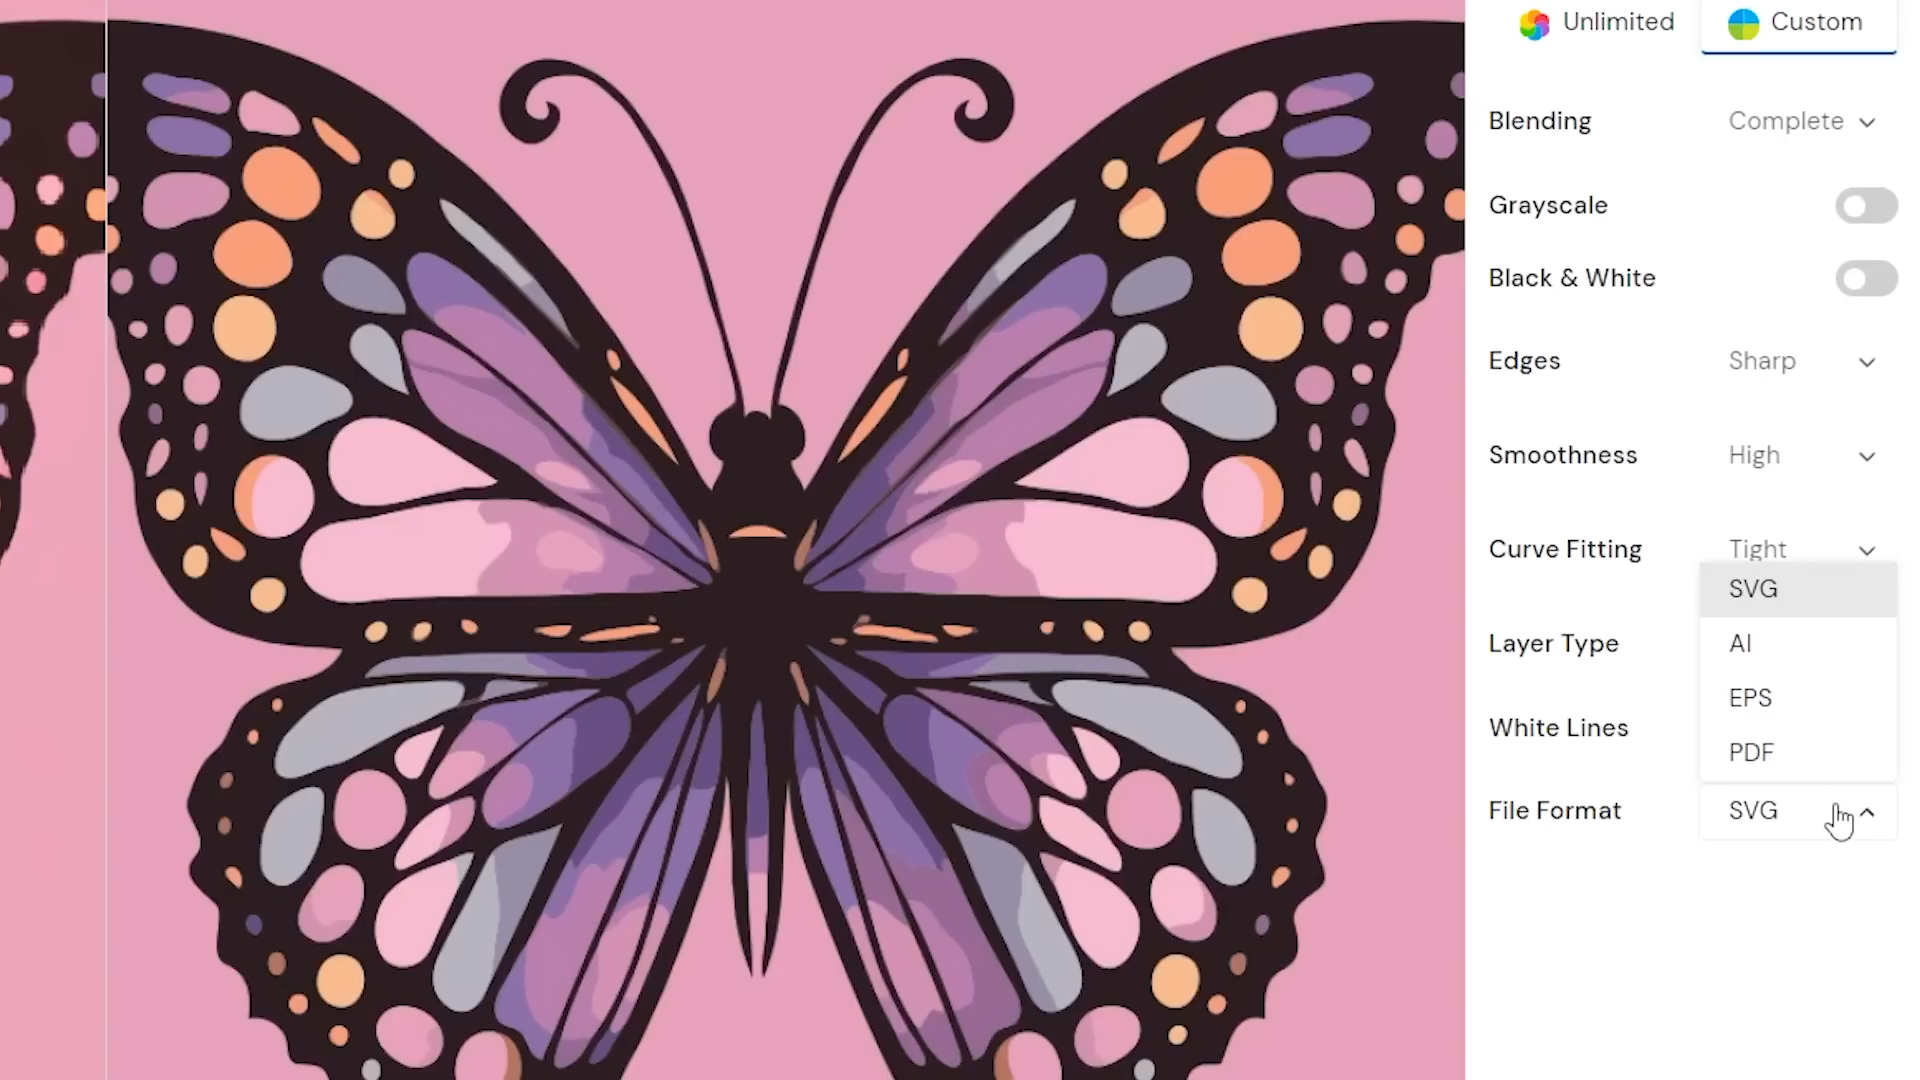 Unlimited
Custom
Blending Complete
Grayscale
Black & White
Edges Sharp
Smoothness High
Curve Fitting Tight
SVG
Layer Type AI
EPS
White Lines
PDF
File Format SVG